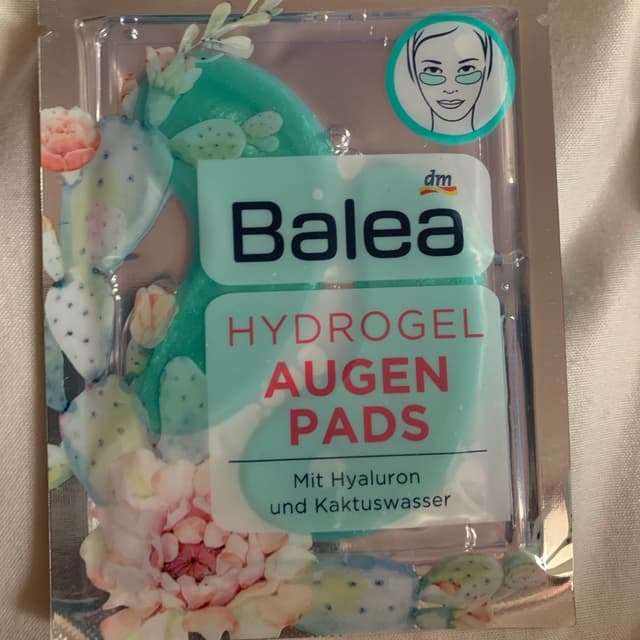 dm
Balea
HYDROGEL
AUGEN
PADS
Mit Hyaluron
und Kaktuswasser